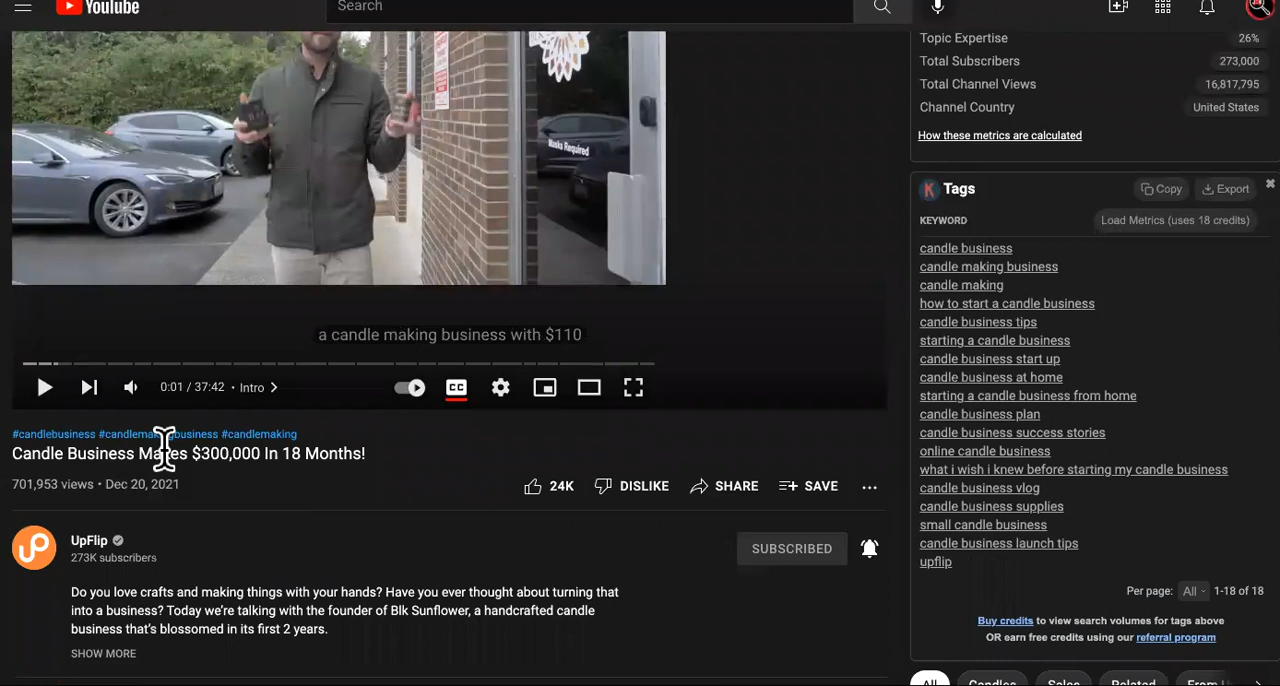 YouTube
Search
Masks Required
a candle making business with $110
0:01 / 37:42 • Intro
CC
#candlebusiness #candlemakingbusiness #candlemaking
Candle Business Makes $300,000 In 18 Months!
701,953 views • Dec 20, 2021
24K
DISLIKE
SHARE
SAVE
UpFlip
273K subscribers
SUBSCRIBED
Do you love crafts and making things with your hands? Have you ever thought about turning that
into a business? Today we're talking with the founder of Blk Sunflower, a handcrafted candle
business that's blossomed in its first 2 years.
SHOW MORE
Topic Expertise 26%
Total Subscribers 273,000
Total Channel Views 16,817,795
Channel Country United States
How these metrics are calculated
K Tags
Copy
Export
KEYWORD
Load Metrics (uses 18 credits)
candle business
candle making business
candle making
how to start a candle business
candle business tips
starting a candle business
candle business start up
candle business at home
starting a candle business from home
candle business plan
candle business success stories
online candle business
what i wish i knew before starting my candle business
candle business vlog
candle business supplies
small candle business
candle business launch tips
upflip
Per page: All 1-18 of 18
Buy credits to view search volumes for tags above
OR earn free credits using our referral program
All
Candles
Sales
Related